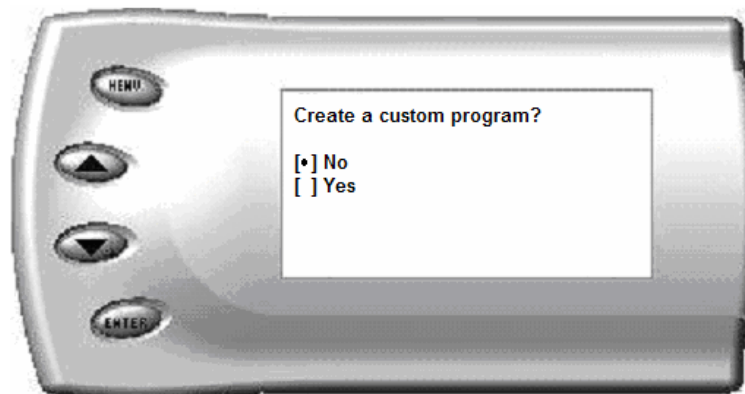 MENU
Create a custom program?
[•] No
[ ] Yes
ENTER